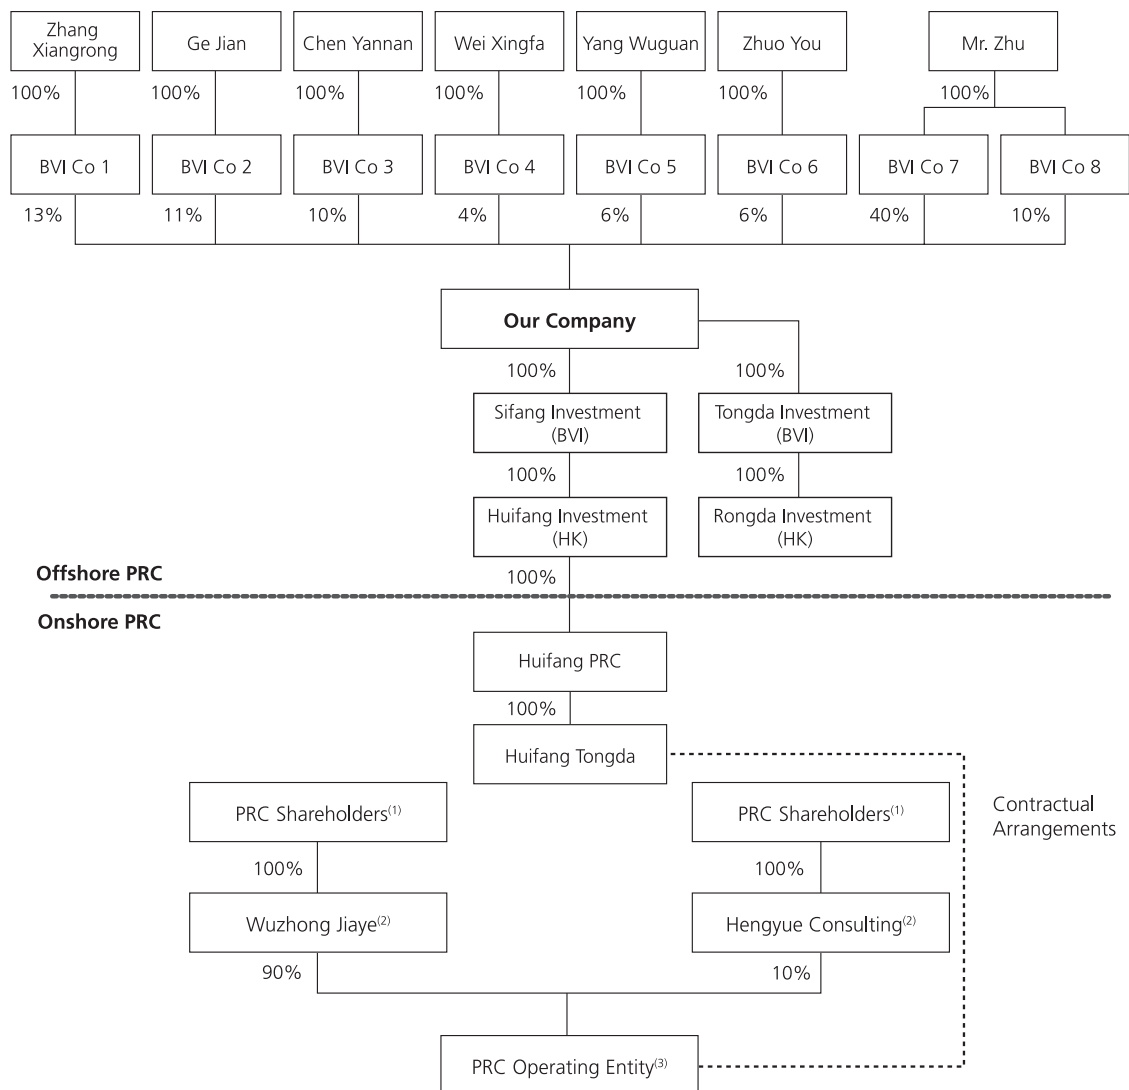 Zhang
Xiangrong
Ge Jian
Chen Yannan
Wei Xingfa
Yang Wuguan
Zhuo You
Mr. Zhu
100%
100%
100%
100%
100%
100%
100%
BVI Co 1
BVI Co 2
BVI Co 3
BVI Co 4
BVI Co 5
BVI Co 6
BVI Co 7
BVI Co 8
13%
11%
10%
4%
6%
6%
40%
10%
Our Company
100%
100%
Sifang Investment
(BVI)
Tongda Investment
(BVI)
100%
100%
Huifang Investment
(HK)
Rongda Investment
(HK)
Offshore PRC
100%
Onshore PRC
Huifang PRC
100%
Huifang Tongda
PRC Shareholders(1)
PRC Shareholders(1)
Contractual
Arrangements
100%
100%
Wuzhong Jiaye(2)
Hengyue Consulting(2)
90%
10%
PRC Operating Entity(3)